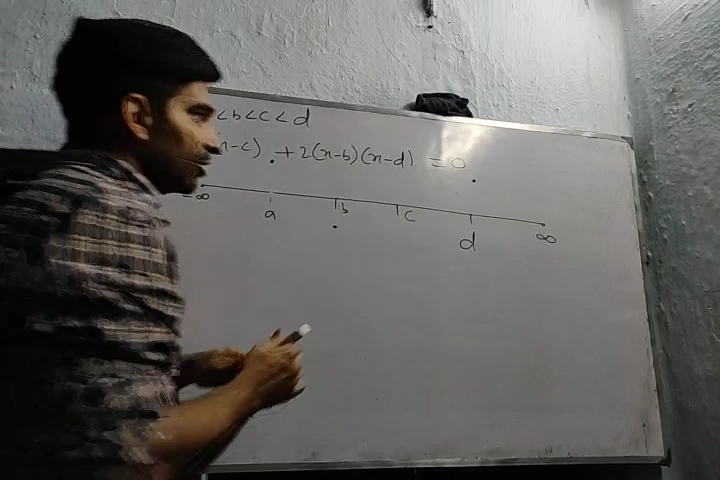 <b<c<d
n-c) . +2(n-b)(n-d) =0
-∞ a b c d ∞